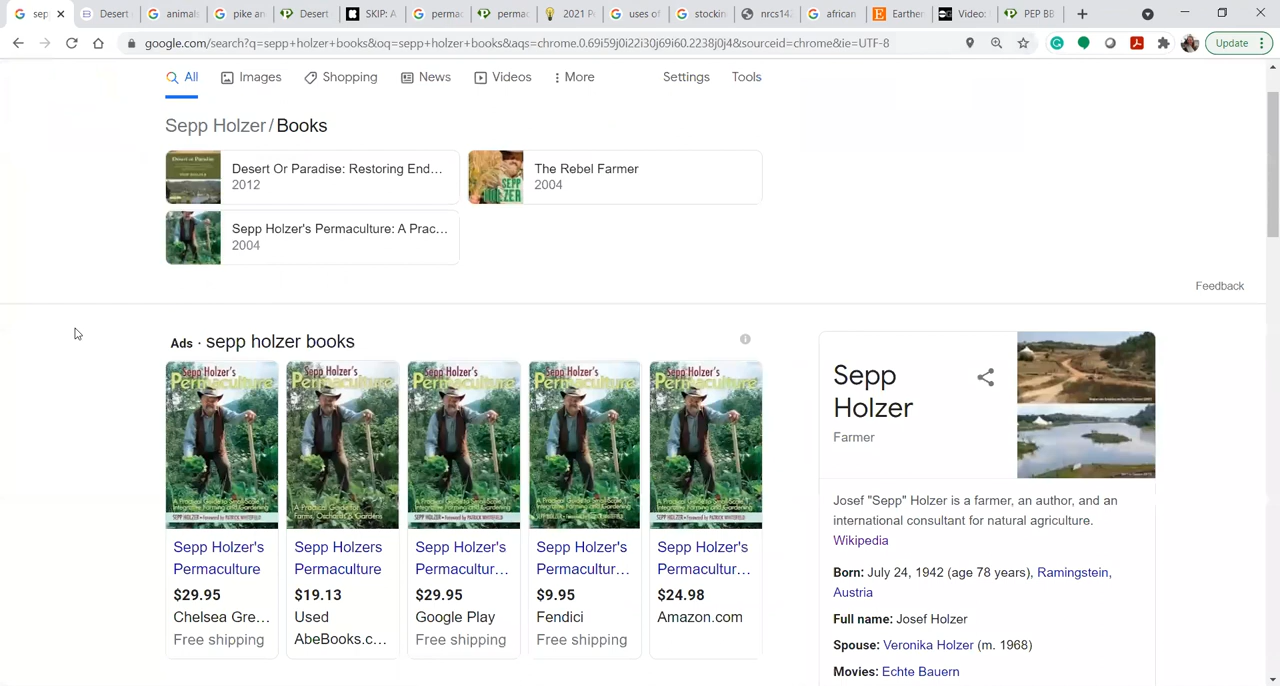 sep
Desert
animals
pike an
Desert
SKIP: A
permac
permac
2021 P
uses of
stockin
nrcs142
african
Earthen
Video:
PEP BB
google.com/search?q=sepp+holzer+books&oq=sepp+holzer+books&aqs=chrome.0.69i59j0i22i30j69i60.2238j0j4&sourceid=chrome&ie=UTF-8
Update
All
Images
Shopping
News
Videos
More
Settings
Tools
Sepp Holzer/Books
Desert Or Paradise: Restoring End...
2012
The Rebel Farmer
2004
Sepp Holzer's Permaculture: A Prac...
2004
Feedback
Ads · sepp holzer books
Sepp Holzer's
Permaculture
$29.95
Chelsea Gre...
Free shipping
Sepp Holzers
Permaculture
$19.13
Used
AbeBooks.c...
Sepp Holzer's
Permacultur...
$29.95
Google Play
Free shipping
Sepp Holzer's
Permacultur...
$9.95
Fendici
Free shipping
Sepp Holzer's
Permacultur...
$24.98
Amazon.com
Sepp
Holzer
Farmer
Josef "Sepp" Holzer is a farmer, an author, and an
international consultant for natural agriculture.
Wikipedia
Born: July 24, 1942 (age 78 years), Ramingstein,
Austria
Full name: Josef Holzer
Spouse: Veronika Holzer (m. 1968)
Movies: Echte Bauern